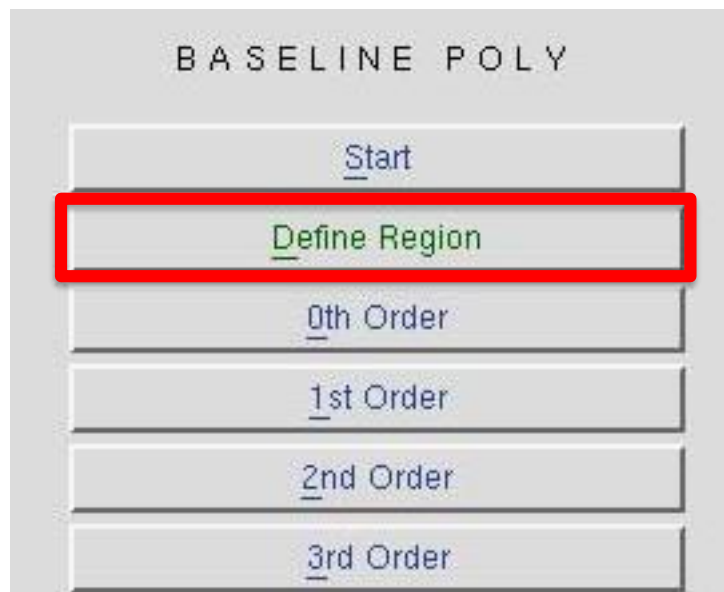 BASELINE POLY
Start
Define Region
0th Order
1st Order
2nd Order
3rd Order